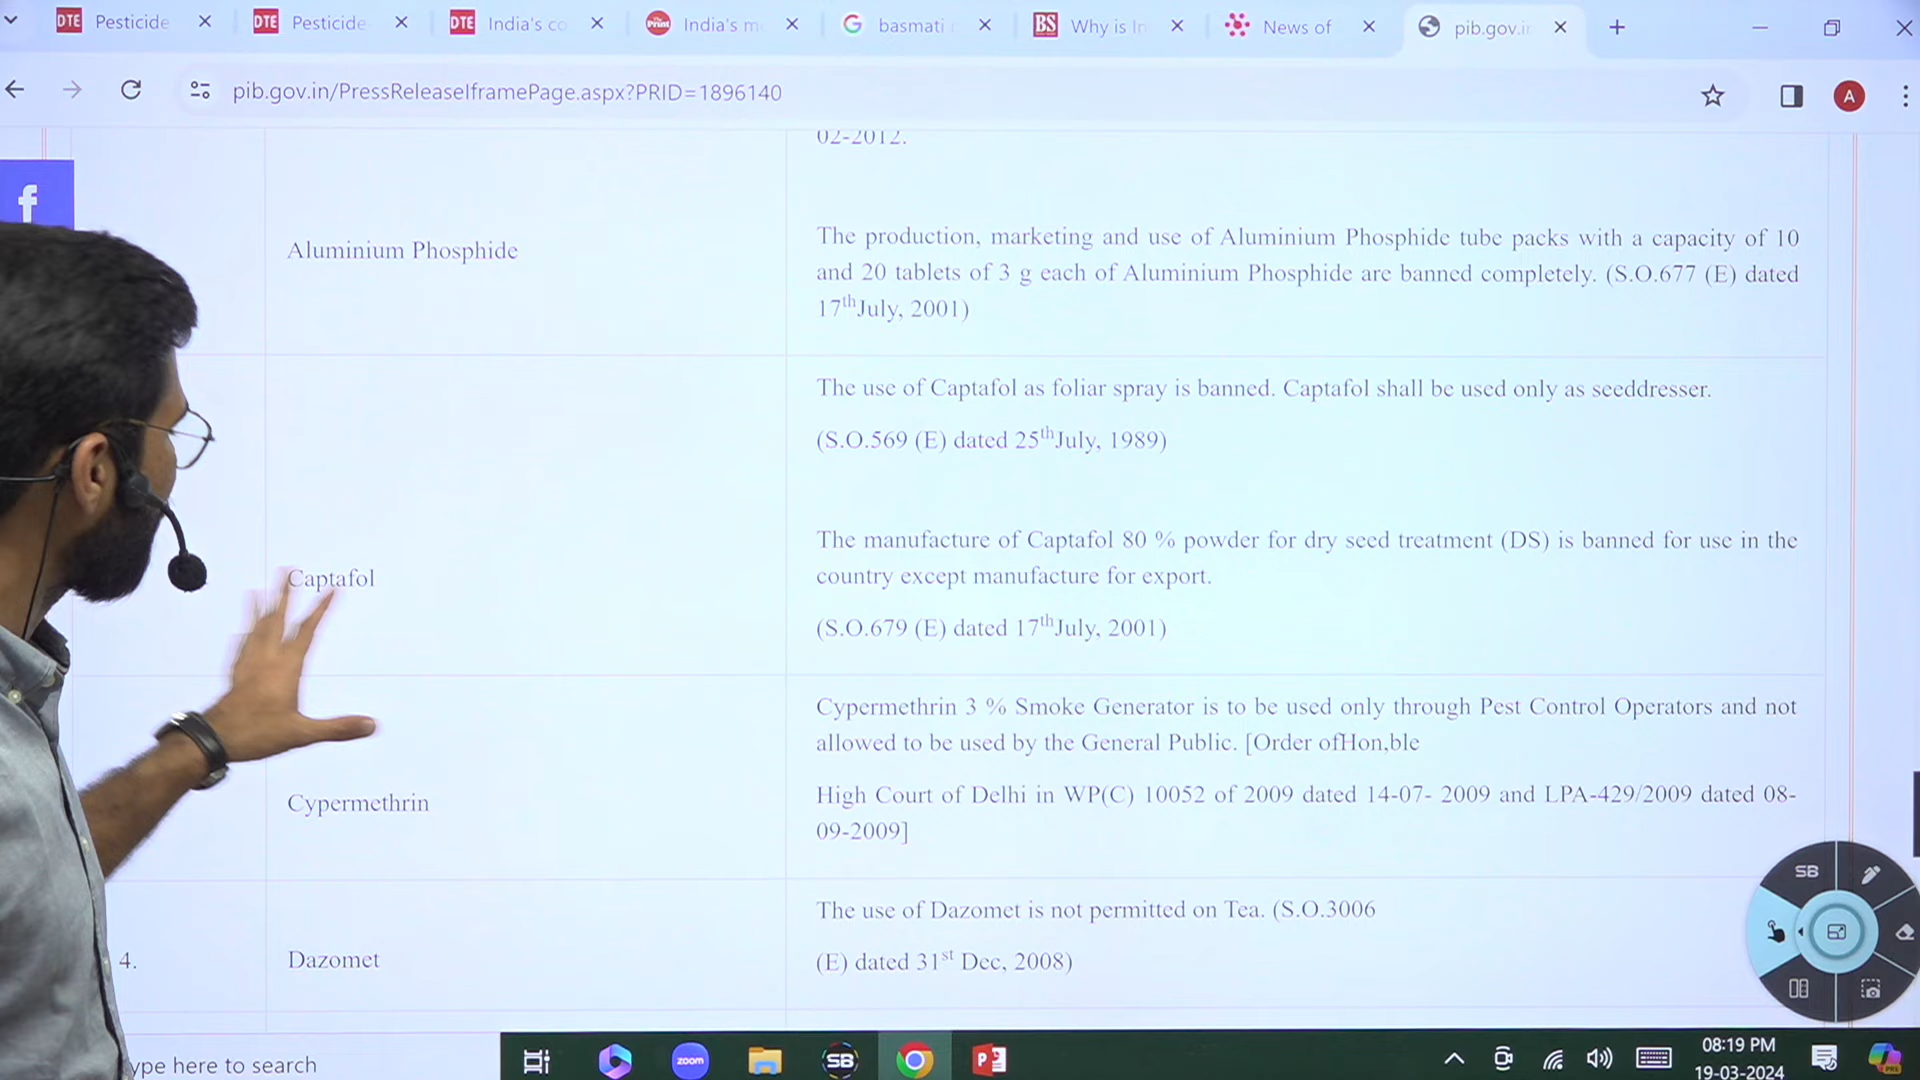 Pesticide
Pesticide
India's co
India's m
basmati
Why is In
News of
pib.gov.in
pib.gov.in/PressReleaseIframePage.aspx?PRID=1896140
A
02-2012.
Aluminium Phosphide
The production, marketing and use of Aluminium Phosphide tube packs with a capacity of 10
and 20 tablets of 3 g each of Aluminium Phosphide are banned completely. (S.O.677 (E) dated
17thJuly, 2001)
Captafol
The use of Captafol as foliar spray is banned. Captafol shall be used only as seeddresser.
(S.O.569 (E) dated 25thJuly, 1989)
The manufacture of Captafol 80 % powder for dry seed treatment (DS) is banned for use in the
country except manufacture for export.
(S.O.679 (E) dated 17thJuly, 2001)
Cypermethrin
Cypermethrin 3 % Smoke Generator is to be used only through Pest Control Operators and not
allowed to be used by the General Public. [Order ofHon,ble
High Court of Delhi in WP(C) 10052 of 2009 dated 14-07- 2009 and LPA-429/2009 dated 08-
09-2009]
4.
Dazomet
The use of Dazomet is not permitted on Tea. (S.O.3006
(E) dated 31st Dec, 2008)
SB
ype here to search
zoom
SB
08:19 PM
19-03-2024